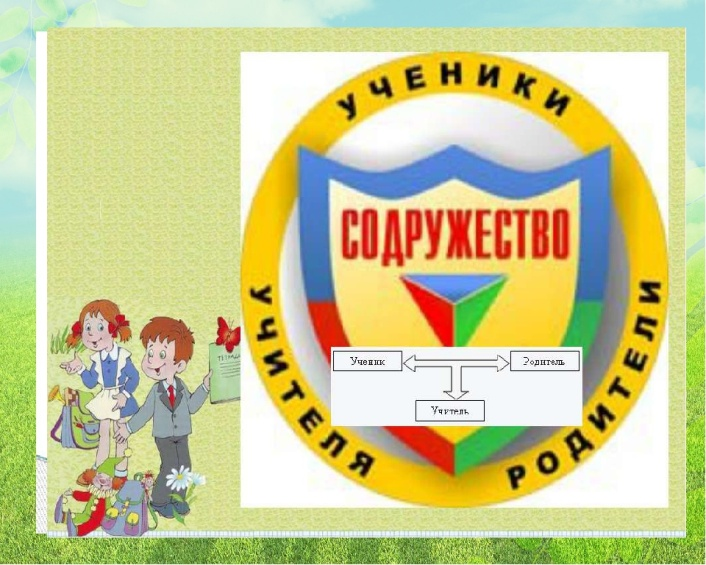 УЧЕНИКИ
СОДРУЖЕСТВО
УЧИТЕЛЯ
РОДИТЕЛИ
Ученик
Родитель
Учитель